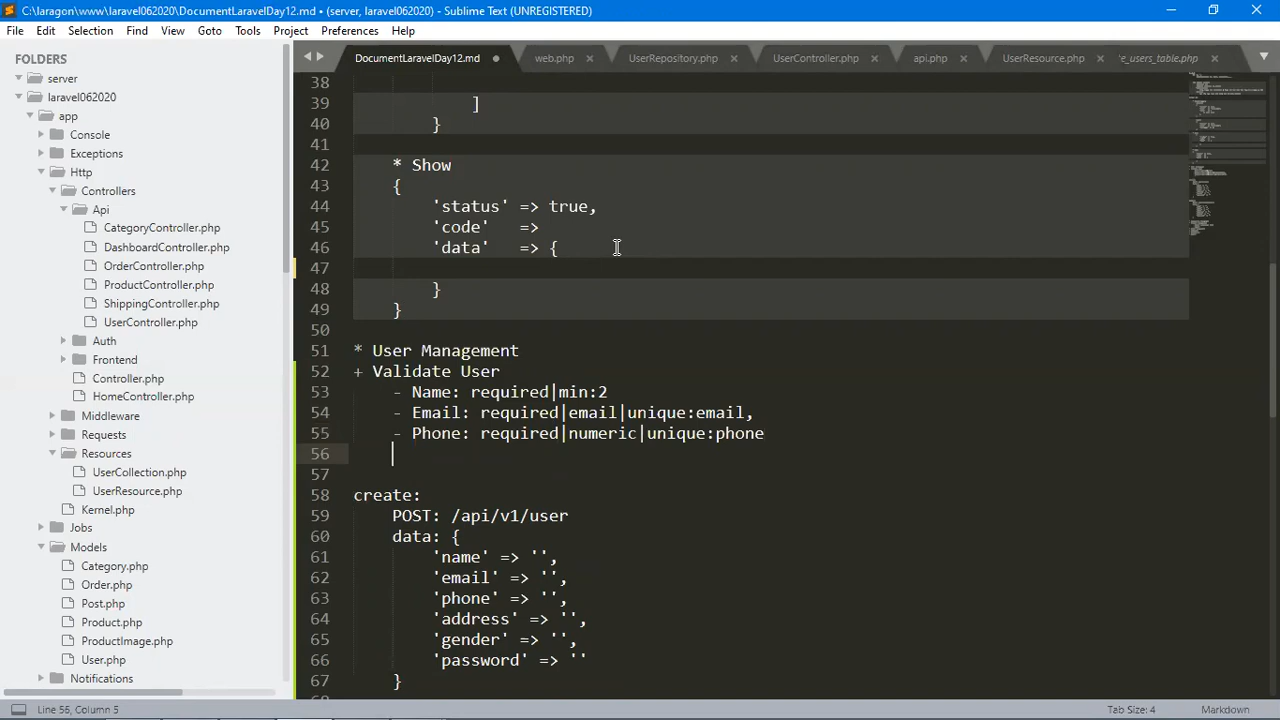 C:\laragon\www\laravel062020\DocumentLaravelDay12.md • (server, laravel062020) - Sublime Text (UNREGISTERED)
File Edit Selection Find View Goto Tools Project Preferences Help
FOLDERS
server
laravel062020
app
Console
Exceptions
Http
Controllers
Api
CategoryController.php
DashboardController.php
OrderController.php
ProductController.php
ShippingController.php
UserController.php
Auth
Frontend
Controller.php
HomeController.php
Middleware
Requests
Resources
UserCollection.php
UserResource.php
Kernel.php
Jobs
Models
Category.php
Order.php
Post.php
Product.php
ProductImage.php
User.php
Notifications
DocumentLaravelDay12.md web.php UserRepository.php UserController.php api.php UserResource.php 'e_users_table.php
38
39 ]
40 }
41
42 * Show
43 {
44 'status' => true,
45 'code' =>
46 'data' => {
47
48 }
49 }
50
51 * User Management
52 + Validate User
53 - Name: required|min:2
54 - Email: required|email|unique:email,
55 - Phone: required|numeric|unique:phone
56
57
58 create:
59 POST: /api/v1/user
60 data: {
61 'name' => '',
62 'email' => '',
63 'phone' => '',
64 'address' => '',
65 'gender' => '',
66 'password' => ''
67 }
Line 56, Column 5 Tab Size: 4 Markdown